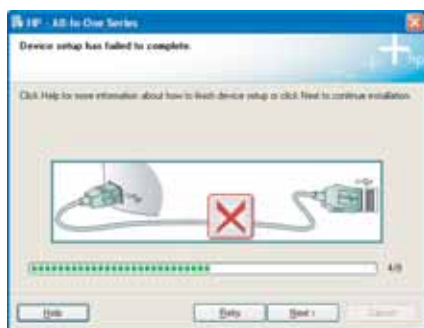 HP - All-In-One Series
Device setup has failed to complete.
hp
Click Help for more information about how to finish device setup or click Next to continue installation.
4/8
Help
Retry
Next >
Cancel